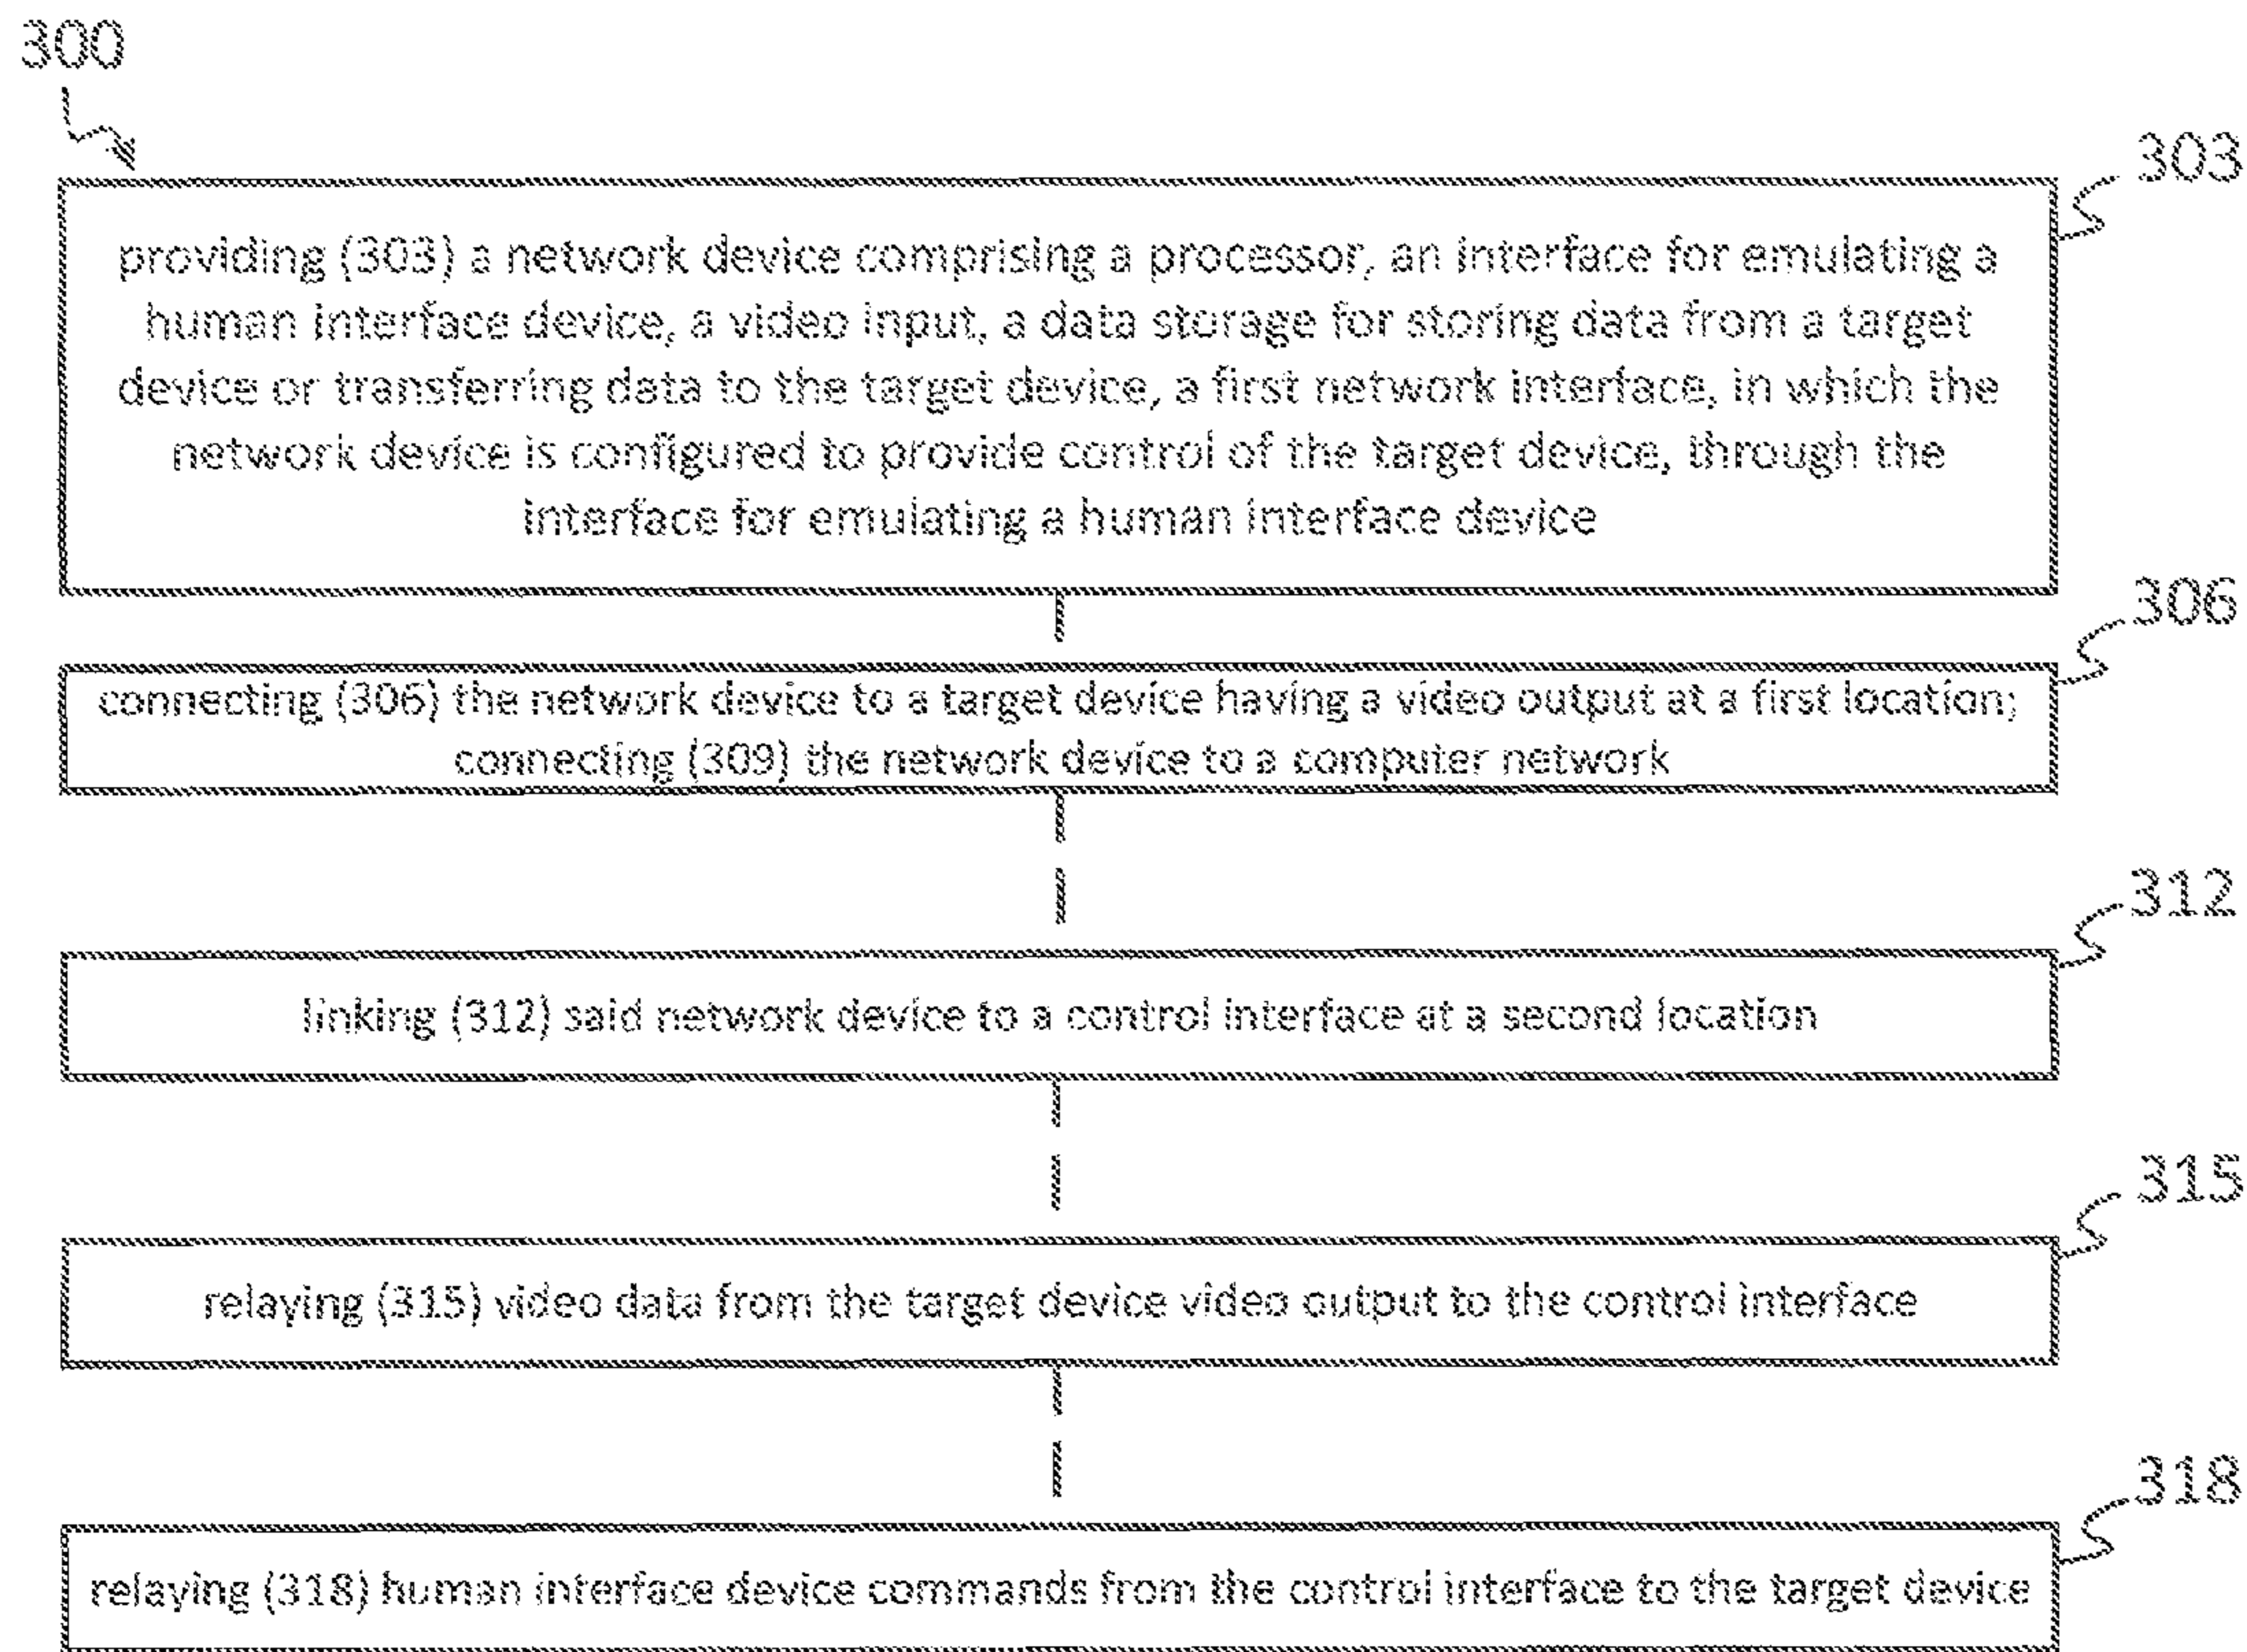 300
303
providing (303) a network device comprising a processor, an interface for emulating a
human interface device, a video input, a data storage for storing data from a target
device or transferring data to the target device, a first network interface, in which the
network device is configured to provide control of the target device, through the
interface for emulating a human interface device
306
connecting (306) the network device to a target device having a video output at a first location;
connecting (309) the network device to a computer network
312
linking (312) said network device to a control interface at a second location
315
relaying (315) video data from the target device video output to the control interface
318
relaying (318) human interface device commands from the control interface to the target device